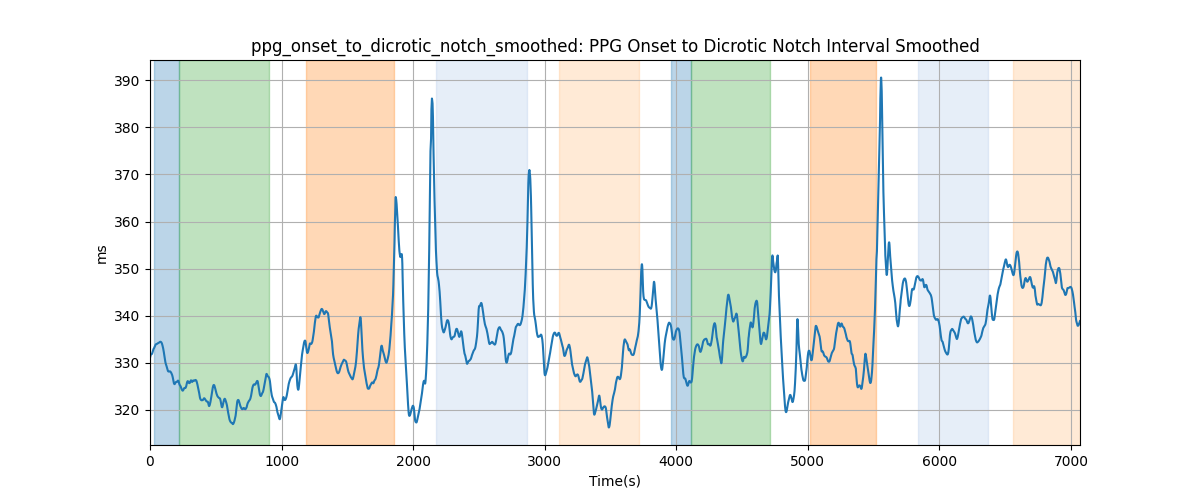 ppg_onset_to_dicrotic_notch_smoothed: PPG Onset to Dicrotic Notch Interval Smoothed
390
380
370
360
350
340
330
320
ms
0 1000 2000 3000 4000 5000 6000 7000
Time(s)